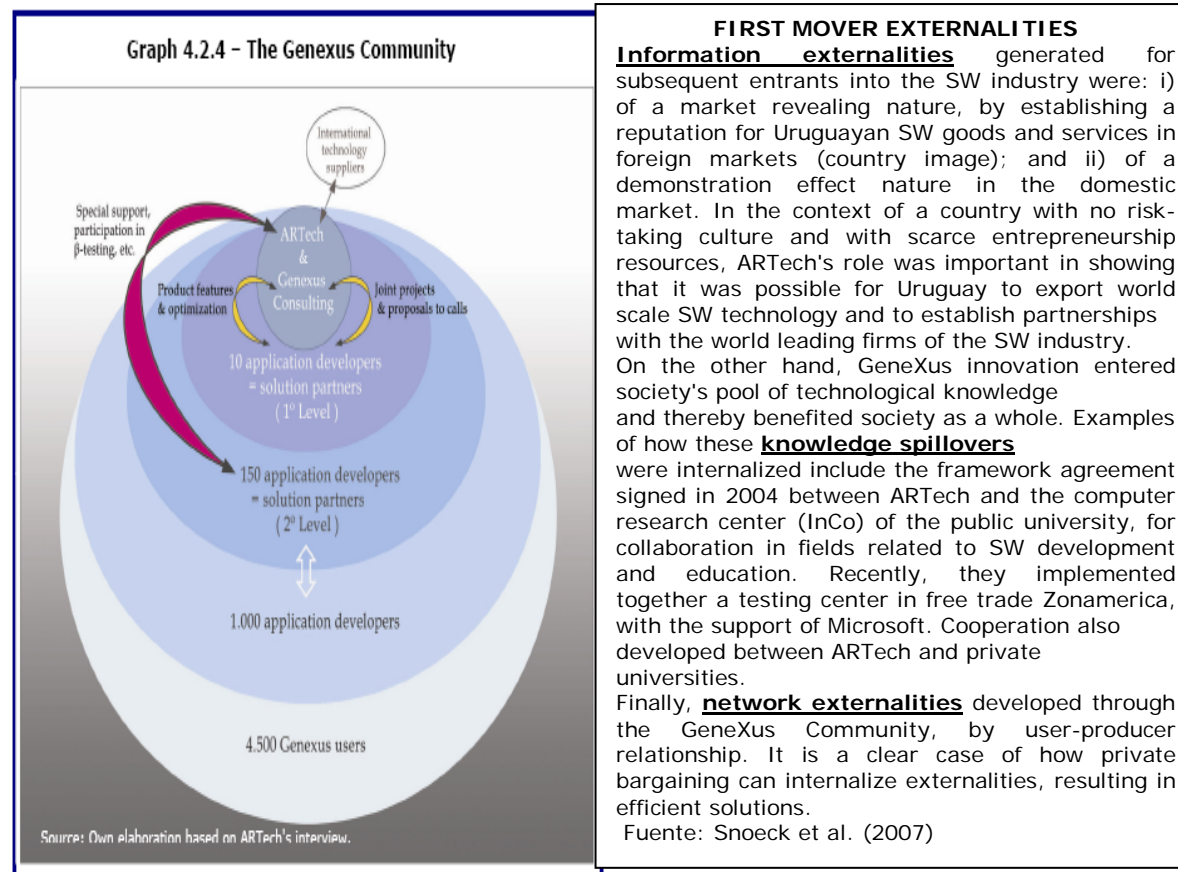 Graph 4.2.4 – The Genexus Community
International
technology
suppliers
Special support,
participation in
β-testing, etc.
ARTech
&
Genexus
Consulting
Product features
& optimization
Joint projects
& proposals to calls
10 application developers
= solution partners
( 1º Level )
150 application developers
= solution partners
( 2º Level )
1.000 application developers
4.500 Genexus users
Source: Own elaboration based on ARTech's interview.
FIRST MOVER EXTERNALITIES
Information externalities generated for
subsequent entrants into the SW industry were: i)
of a market revealing nature, by establishing a
reputation for Uruguayan SW goods and services in
foreign markets (country image); and ii) of a
demonstration effect nature in the domestic
market. In the context of a country with no risk-
taking culture and with scarce entrepreneurship
resources, ARTech's role was important in showing
that it was possible for Uruguay to export world
scale SW technology and to establish partnerships
with the world leading firms of the SW industry.
On the other hand, GeneXus innovation entered
society's pool of technological knowledge
and thereby benefited society as a whole. Examples
of how these knowledge spillovers
were internalized include the framework agreement
signed in 2004 between ARTech and the computer
research center (InCo) of the public university, for
collaboration in fields related to SW development
and education. Recently, they implemented
together a testing center in free trade Zonamerica,
with the support of Microsoft. Cooperation also
developed between ARTech and private
universities.
Finally, network externalities developed through
the GeneXus Community, by user-producer
relationship. It is a clear case of how private
bargaining can internalize externalities, resulting in
efficient solutions.
Fuente: Snoeck et al. (2007)